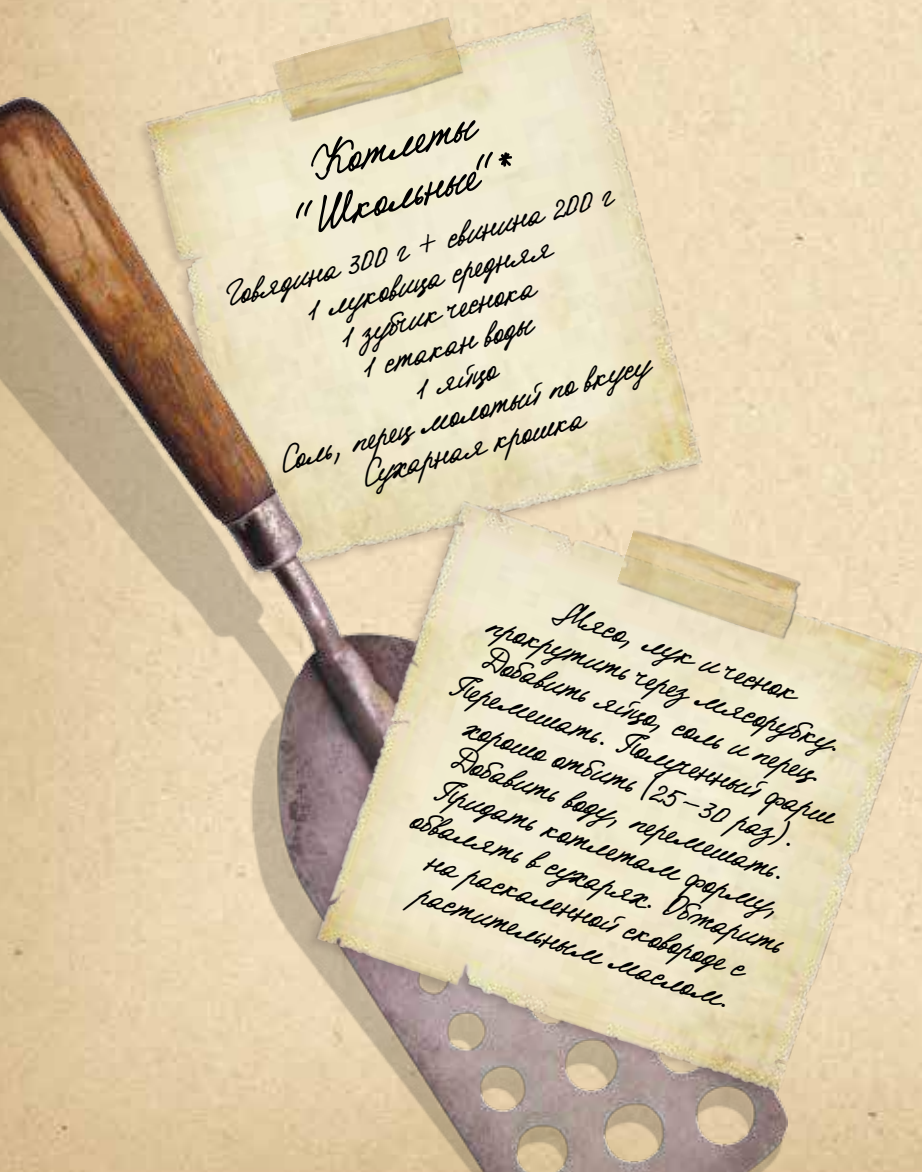 Котлеты
"Школьные"*
Говядина 300 г + свинина 200 г
1 луковица средняя
1 зубчик чеснока
1 стакан воды
1 яйцо
Соль, перец молотый по вкусу
Сухарная крошка
Мясо, лук и чеснок
прокрутить через мясорубку.
Добавить яйцо, соль и перец
Перемешать. Полученный фарш
хорошо отбить (25–30 раз).
Добавить воду, перемешать.
Придать котлетам форму,
обвалять в сухарях. Обжарить
на раскаленной сковороде с
растительным маслом.